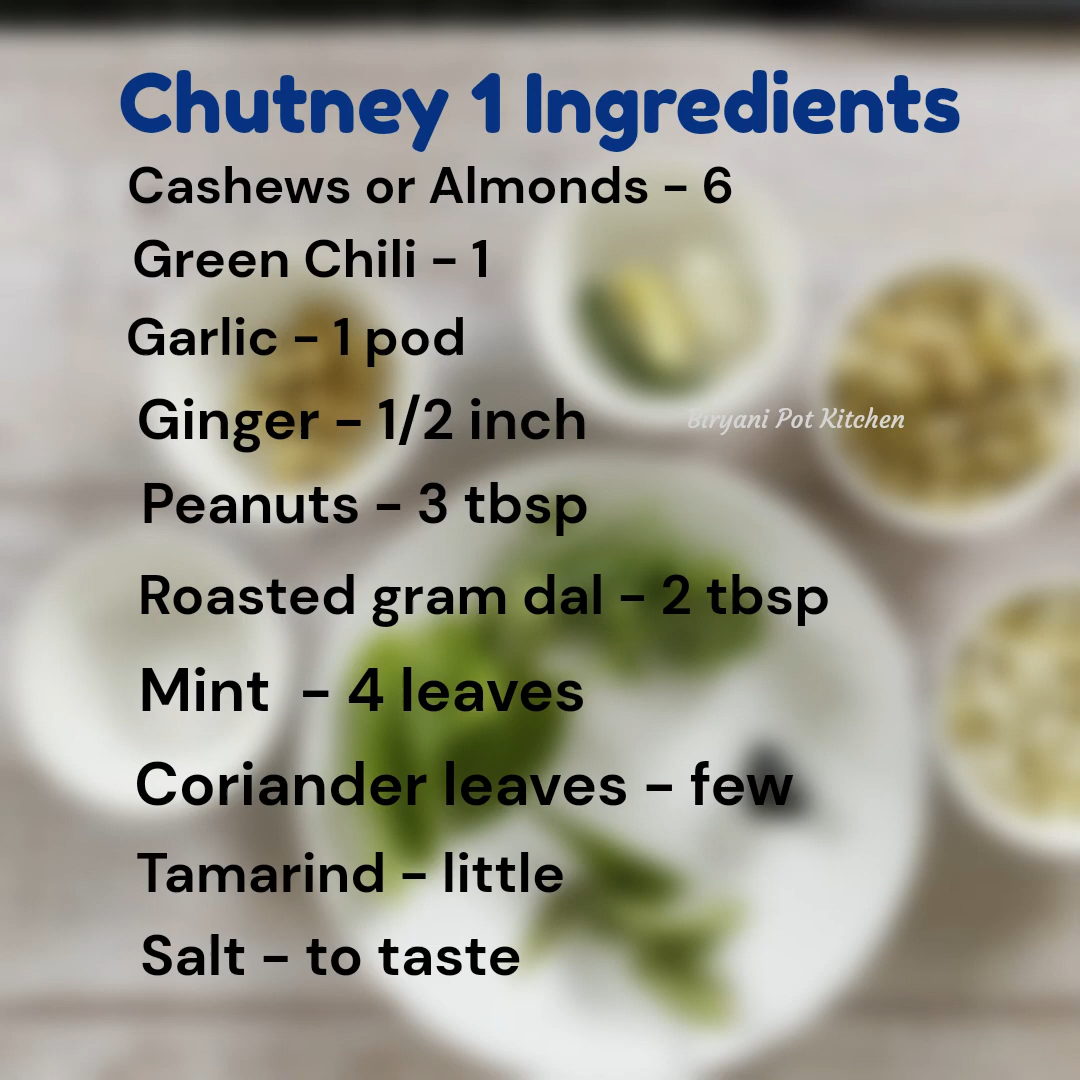 Chutney 1 Ingredients
Cashews or Almonds - 6
Green Chili - 1
Garlic - 1 pod
Ginger - 1/2 inch
Biryani Pot Kitchen
Peanuts - 3 tbsp
Roasted gram dal - 2 tbsp
Mint - 4 leaves
Coriander leaves - few
Tamarind - little
Salt - to taste